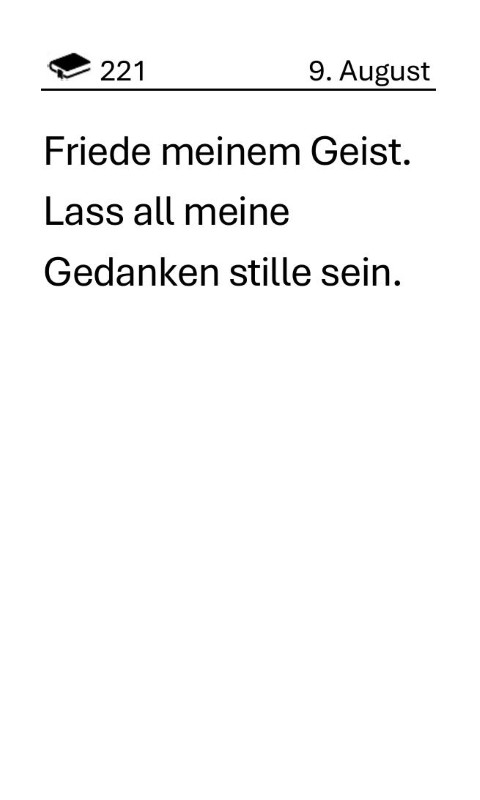 221 9. August
Friede meinem Geist.
Lass all meine
Gedanken stille sein.